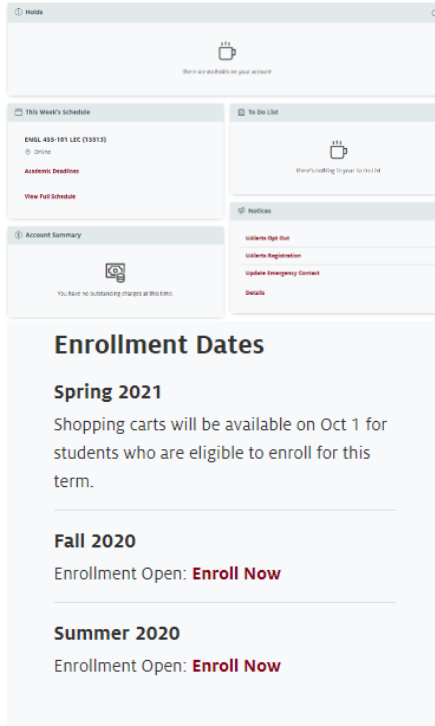 Holds
There are no holds on your account
This Week's Schedule
ENGL 455-101 LEC (13513)
Online
Academic Deadlines
View Full Schedule
To Do List
There's nothing in your To Do List
Notices
UAlerts Opt Out
UAlerts Registration
Update Emergency Contact
Details
Account Summary
You have no outstanding charges at this time.
Enrollment Dates
Spring 2021
Shopping carts will be available on Oct 1 for
students who are eligible to enroll for this
term.
Fall 2020
Enrollment Open: Enroll Now
Summer 2020
Enrollment Open: Enroll Now